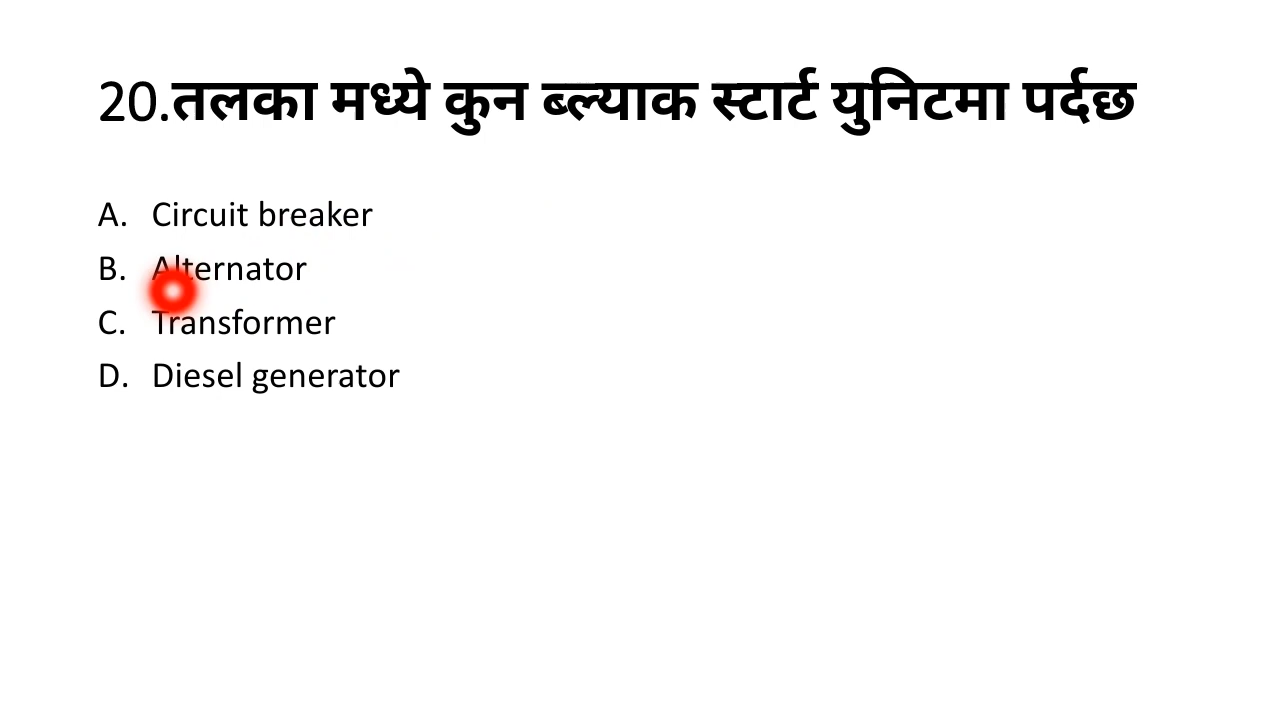 20.तलका मध्ये कुन ब्ल्याक स्टार्ट युनिटमा पर्दछ
A. Circuit breaker
B. Alternator
C. Transformer
D. Diesel generator